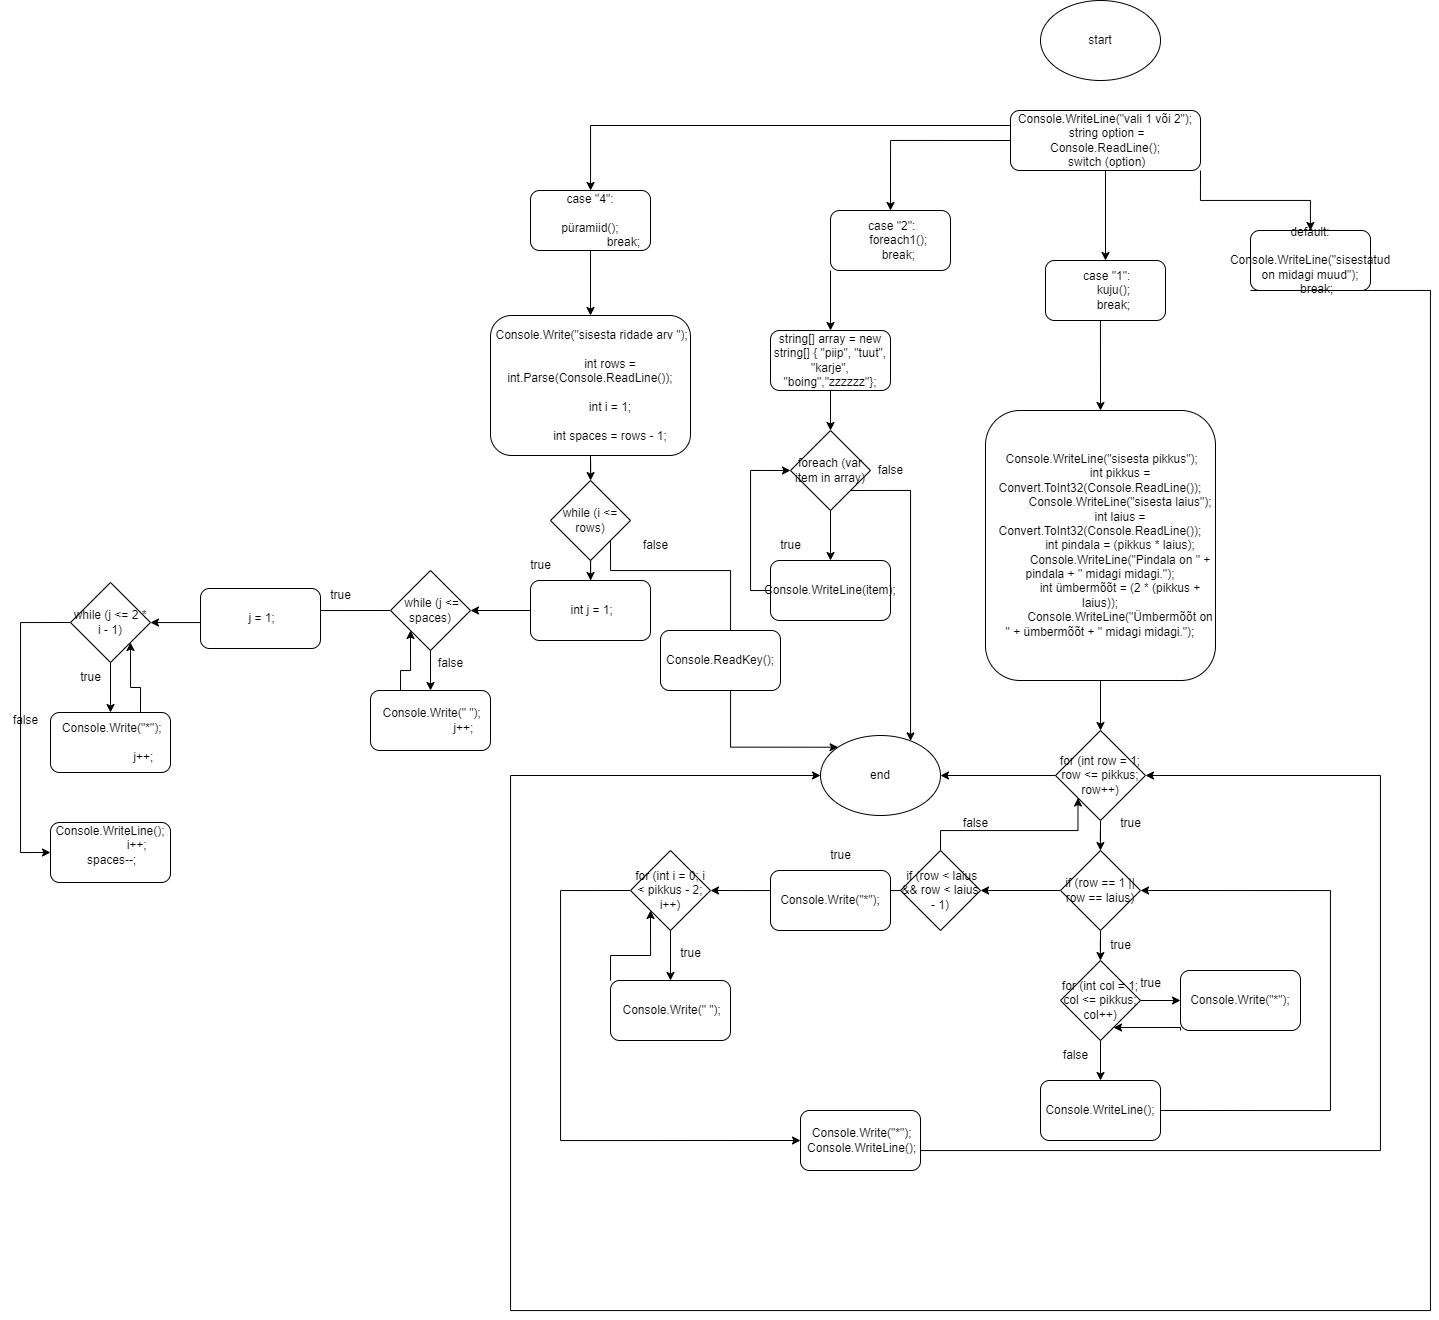 start
Console.WriteLine("vali 1 või 2");
string option =
Console.ReadLine();
switch (option)
case "4":
püramiid();
break;
case "2":
foreach1();
break;
case "1":
kuju();
break;
default:
Console.WriteLine("sisestatud
on midagi muud");
break;
Console.Write("sisesta ridade arv ");
int rows =
int.Parse(Console.ReadLine());
int i = 1;
int spaces = rows - 1;
string[] array = new
string[] { "piip", "tuut",
"karje",
"boing","zzzzzz"};
Console.WriteLine("sisesta pikkus");
int pikkus =
Convert.ToInt32(Console.ReadLine());
Console.WriteLine("sisesta laius");
int laius =
Convert.ToInt32(Console.ReadLine());
int pindala = (pikkus * laius);
Console.WriteLine("Pindala on " +
pindala + " midagi midagi.");
int ümbermõõt = (2 * (pikkus +
laius));
Console.WriteLine("Ümbermõõt on
" + ümbermõõt + " midagi midagi.");
foreach (var
item in array)
false
true
Console.WriteLine(item);
while (i <=
rows)
false
true
int j = 1;
Console.ReadKey();
while (j <=
spaces)
true
false
Console.Write(" ");
j++;
j = 1;
while (j <= 2 *
i - 1)
true
false
Console.Write("*");
j++;
Console.WriteLine();
i++;
spaces--;
end
for (int row = 1;
row <= pikkus;
row++)
true
false
if (row == 1 ||
row == laius)
true
if (row < laius
&& row < laius
- 1)
true
Console.Write("*");
for (int i = 0; i
< pikkus - 2;
i++)
true
Console.Write(" ");
for (int col = 1;
col <= pikkus;
col++)
true
Console.Write("*");
false
Console.WriteLine();
Console.Write("*");
Console.WriteLine();